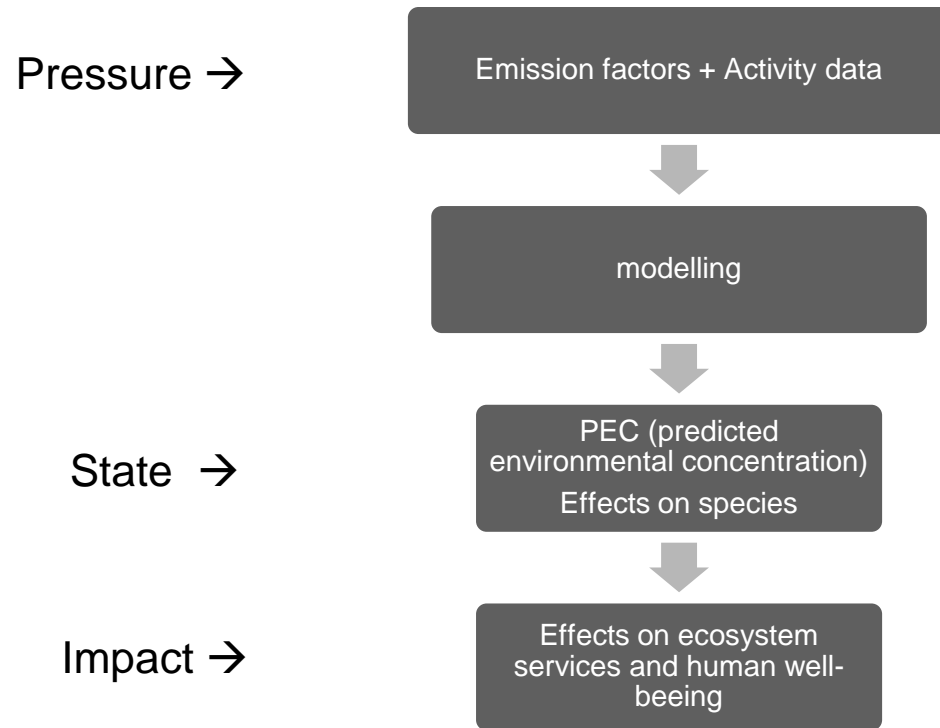 Pressure →
Emission factors + Activity data
modelling
State →
PEC (predicted
environmental concentration)
Effects on species
Impact →
Effects on ecosystem
services and human well-
beeing